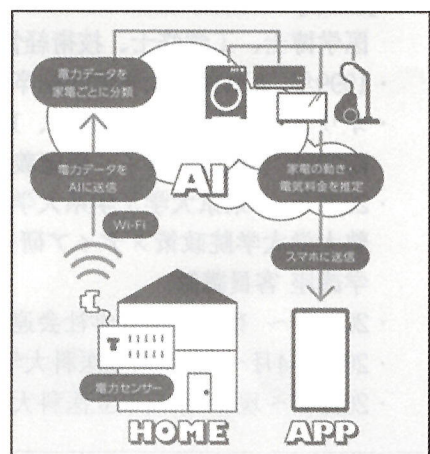 電力データを
家電ごとに分類
電力データを
AIに送信
AI
家電の動き・
電気料金を推定
Wi-Fi
スマホに送信
T
電力センサー
HOME
APP